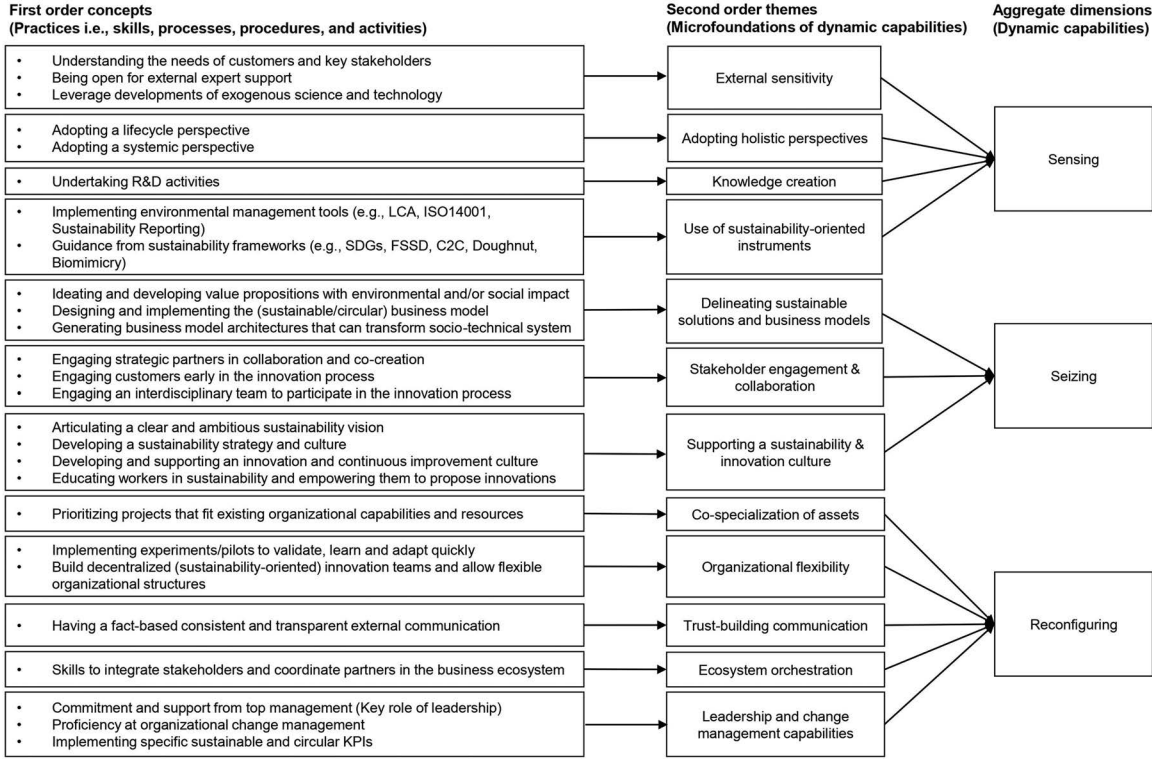 First order concepts
(Practices i.e., skills, processes, procedures, and activities)
Second order themes
(Microfoundations of dynamic capabilities)
Aggregate dimensions
(Dynamic capabilities)
• Understanding the needs of customers and key stakeholders
• Being open for external expert support
• Leverage developments of exogenous science and technology
External sensitivity
• Adopting a lifecycle perspective
• Adopting a systemic perspective
Adopting holistic perspectives
Sensing
• Undertaking R&D activities
Knowledge creation
• Implementing environmental management tools (e.g., LCA, ISO14001,
Sustainability Reporting)
• Guidance from sustainability frameworks (e.g., SDGs, FSSD, C2C, Doughnut,
Biomimicry)
Use of sustainability-oriented
instruments
• Ideating and developing value propositions with environmental and/or social impact
• Designing and implementing the (sustainable/circular) business model
• Generating business model architectures that can transform socio-technical system
Delineating sustainable
solutions and business models
• Engaging strategic partners in collaboration and co-creation
• Engaging customers early in the innovation process
• Engaging an interdisciplinary team to participate in the innovation process
Stakeholder engagement &
collaboration
Seizing
• Articulating a clear and ambitious sustainability vision
• Developing a sustainability strategy and culture
• Developing and supporting an innovation and continuous improvement culture
• Educating workers in sustainability and empowering them to propose innovations
Supporting a sustainability &
innovation culture
• Prioritizing projects that fit existing organizational capabilities and resources
Co-specialization of assets
• Implementing experiments/pilots to validate, learn and adapt quickly
• Build decentralized (sustainability-oriented) innovation teams and allow flexible
organizational structures
Organizational flexibility
• Having a fact-based consistent and transparent external communication
Trust-building communication
Reconfiguring
• Skills to integrate stakeholders and coordinate partners in the business ecosystem
Ecosystem orchestration
• Commitment and support from top management (Key role of leadership)
• Proficiency at organizational change management
• Implementing specific sustainable and circular KPIs
Leadership and change
management capabilities